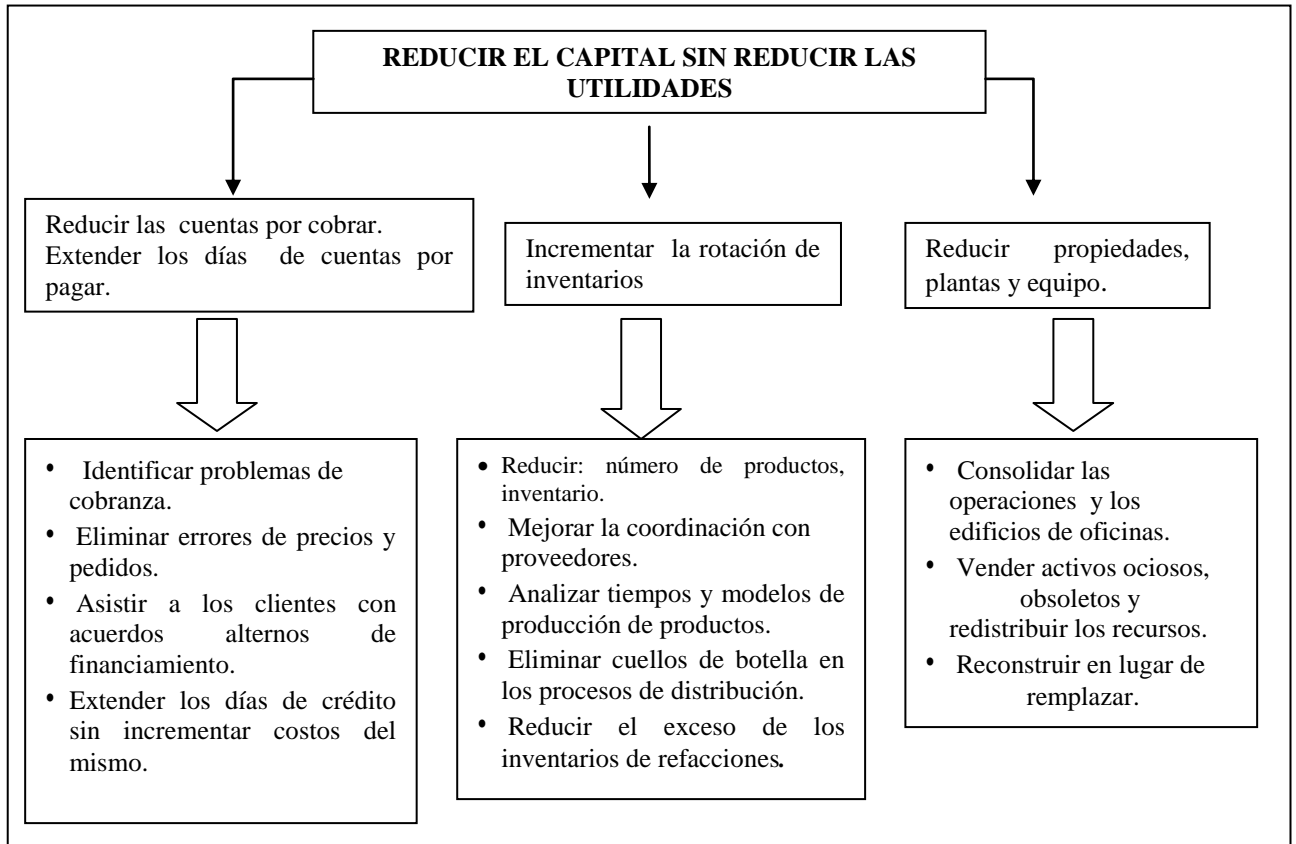 REDUCIR EL CAPITAL SIN REDUCIR LAS
UTILIDADES
Reducir las cuentas por cobrar.
Extender los días de cuentas por
pagar.
Incrementar la rotación de
inventarios
Reducir propiedades,
plantas y equipo.
• Identificar problemas de
cobranza.
• Eliminar errores de precios y
pedidos.
• Asistir a los clientes con
acuerdos alternos de
financiamiento.
• Extender los días de crédito
sin incrementar costos del
mismo.
• Reducir: número de productos,
inventario.
• Mejorar la coordinación con
proveedores.
• Analizar tiempos y modelos de
producción de productos.
• Eliminar cuellos de botella en
los procesos de distribución.
• Reducir el exceso de los
inventarios de refacciones.
• Consolidar las
operaciones y los
edificios de oficinas.
• Vender activos ociosos,
obsoletos y
redistribuir los recursos.
• Reconstruir en lugar de
remplazar.